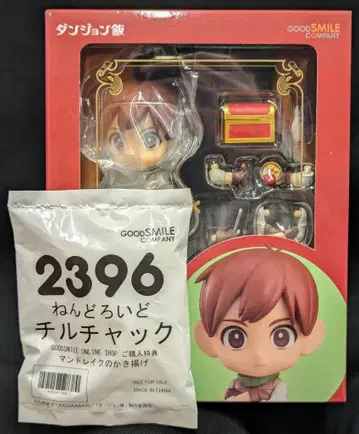 ダンジョン飯
GOODSMILE
COMPANY
GOODSMILE
COMPANY
2396
ねんどろいど
チルチャック
GOODSMILE ONLINE SHOP ご購入特典
マンドレイクのかき揚げ
NOT FOR SALE
MADE IN CHINA